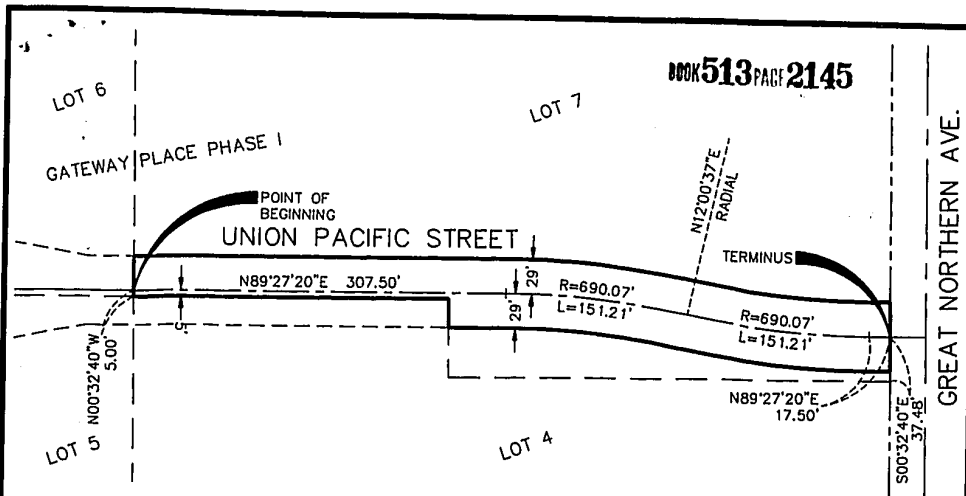 BOOK 513 PAGE 2145
LOT 6
LOT 7
GATEWAY PLACE PHASE I
POINT OF
BEGINNING
UNION PACIFIC STREET
N12°00'37"E
RADIAL
TERMINUS
GREAT NORTHERN AVE.
N89°27'20"E 307.50'
29'
R=690.07'
L=151.21'
5'
29'
R=690.07'
L=151.21'
N00°32'40"W
5.00'
N89°27'20"E
17.50'
S00°32'40"E
37.48'
LOT 5
LOT 4